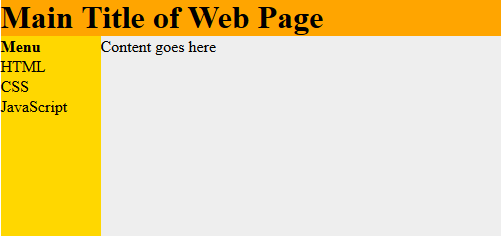 Main Title of Web Page
Menu
HTML
CSS
JavaScript
Content goes here